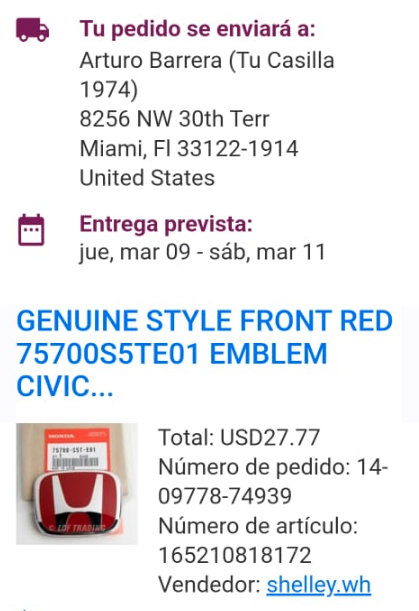 Tu pedido se enviará a:
Arturo Barrera (Tu Casilla
1974)
8256 NW 30th Terr
Miami, Fl 33122-1914
United States
Entrega prevista:
jue, mar 09 - sáb, mar 11
GENUINE STYLE FRONT RED
75700S5TE01 EMBLEM
CIVIC...
HONDA
75700-S5T-E01
© LDF TRADING
Total: USD27.77
Número de pedido: 14-
09778-74939
Número de artículo:
165210818172
Vendedor: shelley.wh